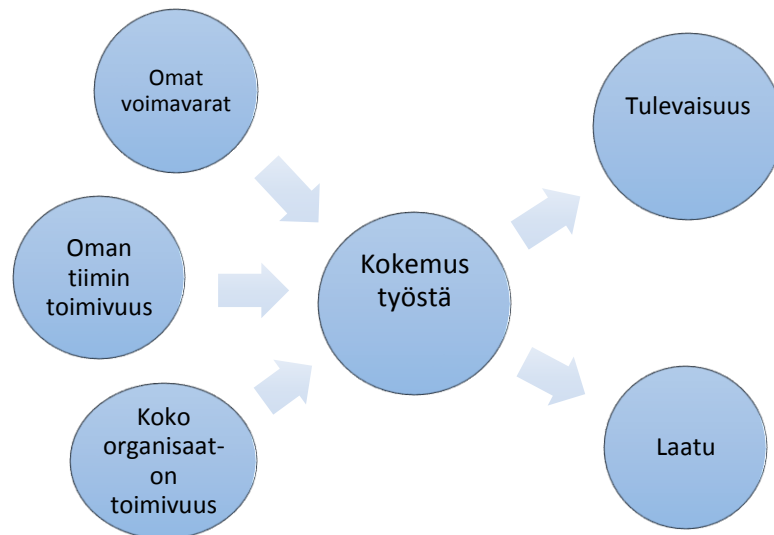 Omat
voimavarat
Oman
tiimin
toimivuus
Koko
organisaat-
on
toimivuus
Kokemus
työstä
Tulevaisuus
Laatu